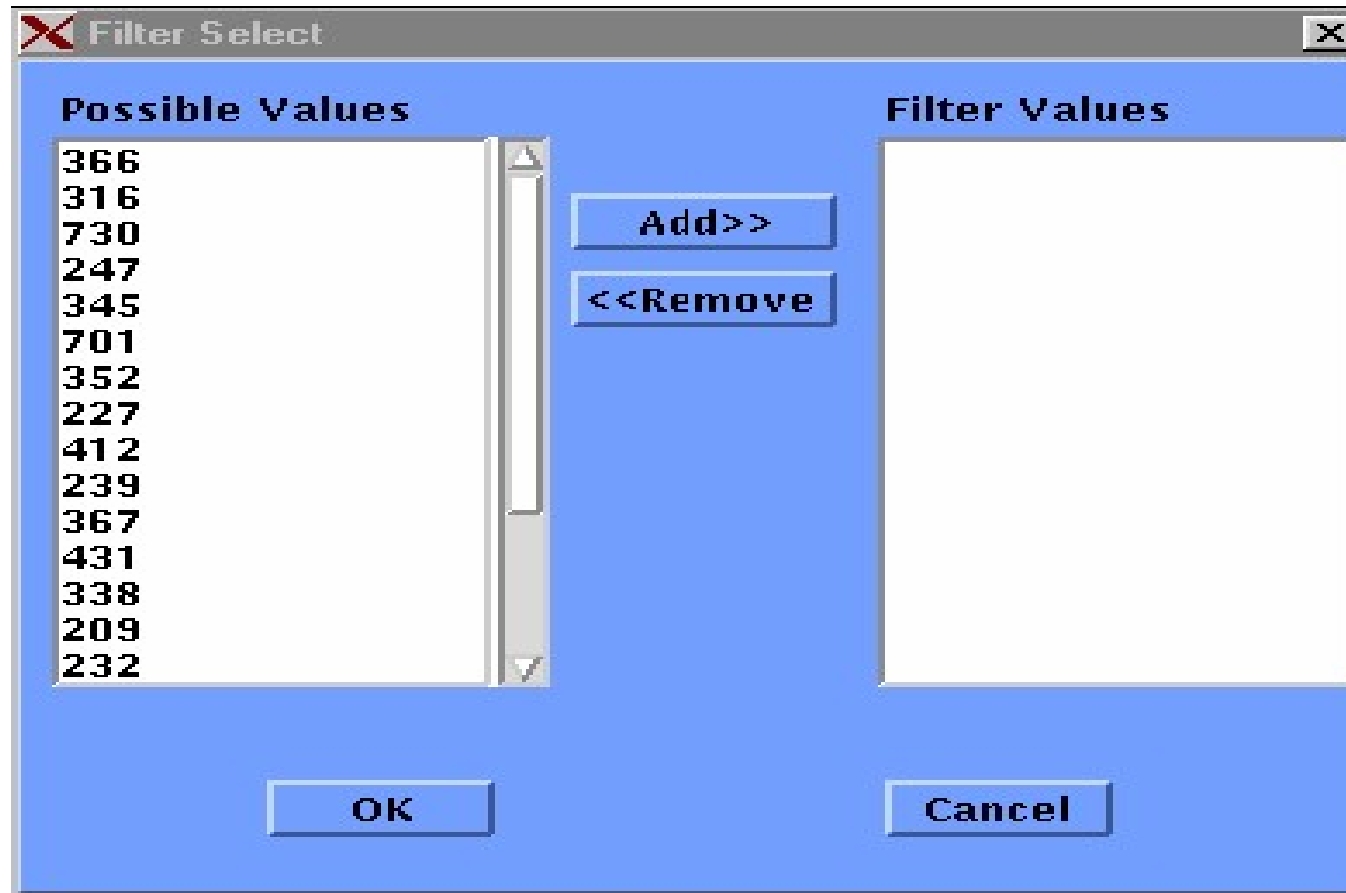 Filter Select
Possible Values
366
316
730
247
345
701
352
227
412
239
367
431
338
209
232
Add>>
<<Remove
Filter Values
OK
Cancel